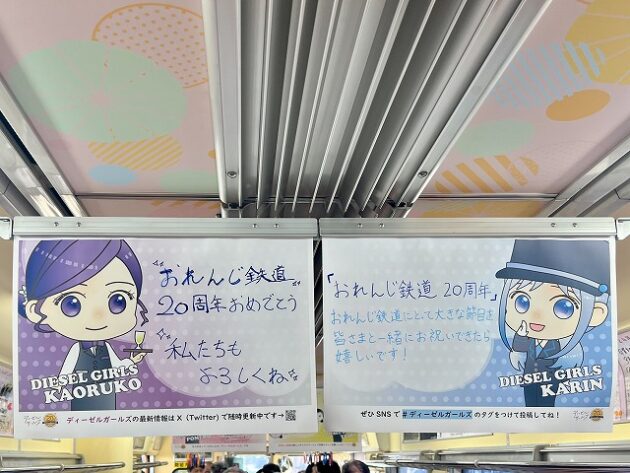 "おれんじ鉄道"
20周年おめでとう
私たちも
よろしくね
DIESEL GIRLS
KAORUKO
ディーゼルガールズの最新情報は X（Twitter）で随時更新中です→
「おれんじ鉄道 20周年」
おれんじ鉄道にとって大きな節目を
皆さまと一緒にお祝いできたら
嬉しいです！
DIESEL GIRLS
KARIN
ぜひ SNS で #ディーゼルガールズ のタグをつけて投稿してね！